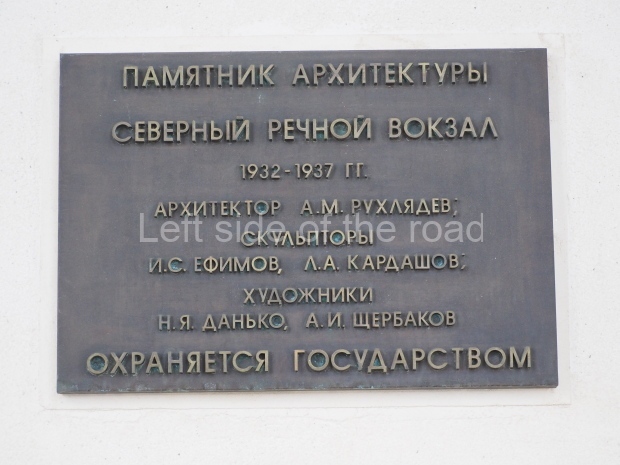 ПАМЯТНИК АРХИТЕКТУРЫ
СЕВЕРНЫЙ РЕЧНОЙ ВОКЗАЛ
1932-1937 ГГ.
АРХИТЕКТОР А.М. РУХЛЯДЕВ;
Left side of the road
СКУЛЬПТОРЫ
И.С. ЕФИМОВ, Л.А. КАРДАШОВ;
ХУДОЖНИКИ
Н.Я. ДАНЬКО, А.И. ЩЕРБАКОВ
ОХРАНЯЕТСЯ ГОСУДАРСТВОМ